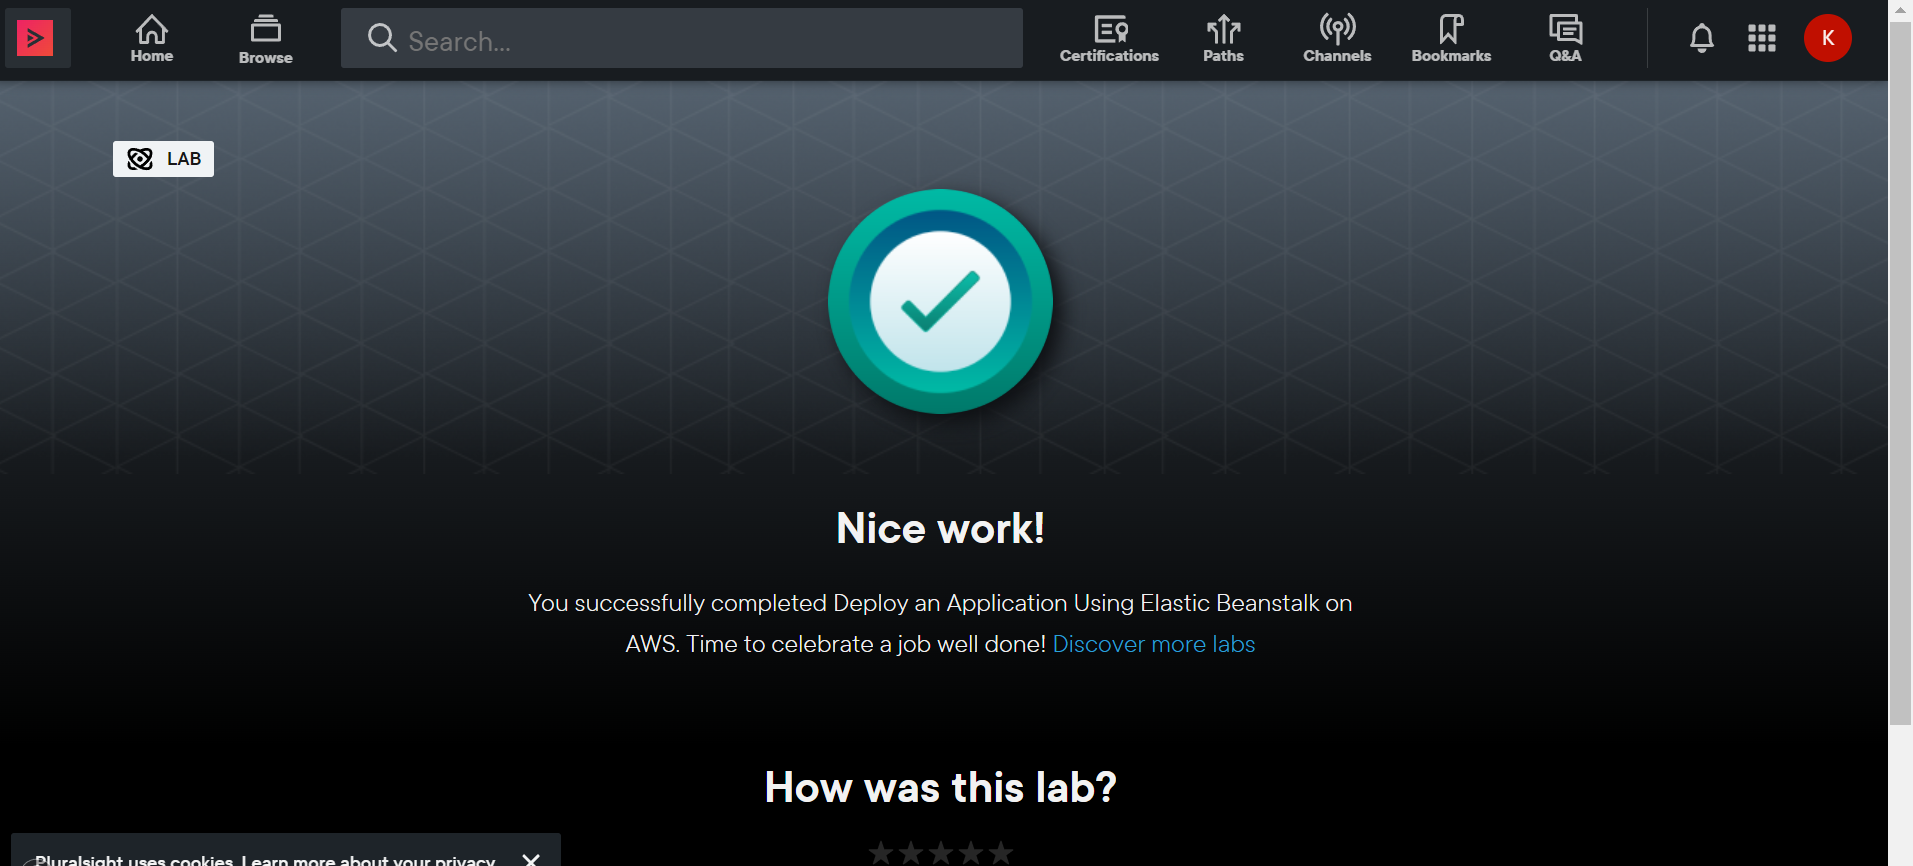 Home
Browse
Search...
Certifications
Paths
Channels
Bookmarks
Q&A
K
LAB
Nice work!
You successfully completed Deploy an Application Using Elastic Beanstalk on
AWS. Time to celebrate a job well done! Discover more labs
How was this lab?
Pluralsight uses cookies. Learn more about your privacy